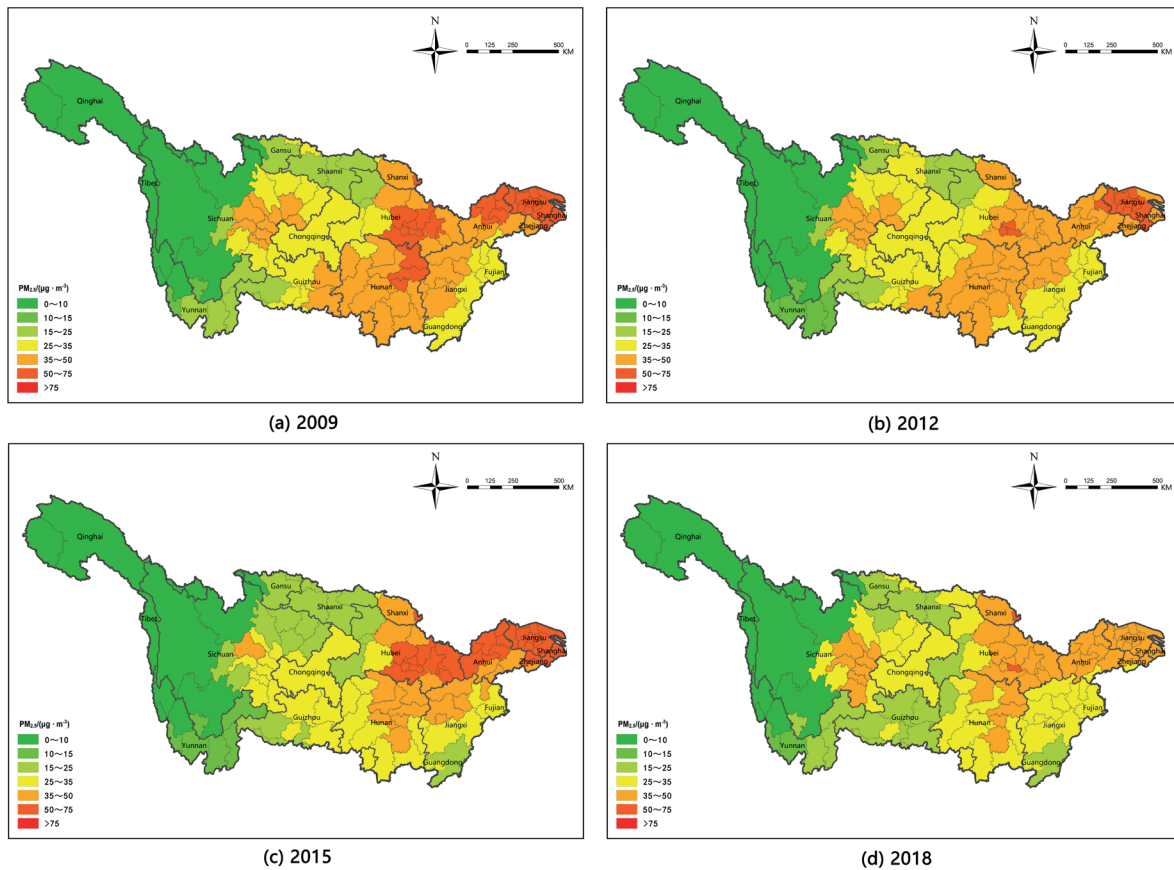 N
0 125 250 500
KM
Qinghai
Gansu
Shaanxi
Shanxi
Tibet
Sichuan
Hubei
Jiangsu
Shanghai
Anhui
Zhejiang
Chongqing
Fujian
Guizhou
Hunan
Jiangxi
Yunnan
Guangdong
PM2.5/(μg · m-3)
0~10
10~15
15~25
25~35
35~50
50~75
>75
(a) 2009
N
0 125 250 500
KM
Qinghai
Gansu
Shaanxi
Shanxi
Tibet
Sichuan
Hubei
Jiangsu
Shanghai
Anhui
Zhejiang
Chongqing
Fujian
Guizhou
Hunan
Jiangxi
Yunnan
Guangdong
PM2.5/(μg · m-3)
0~10
10~15
15~25
25~35
35~50
50~75
>75
(b) 2012
N
0 125 250 500
KM
Qinghai
Gansu
Shaanxi
Shanxi
Tibet
Sichuan
Hubei
Jiangsu
Shanghai
Anhui
Zhejiang
Chongqing
Fujian
Guizhou
Hunan
Jiangxi
Yunnan
Guangdong
PM2.5/(μg · m-3)
0~10
10~15
15~25
25~35
35~50
50~75
>75
(c) 2015
N
0 125 250 500
KM
Qinghai
Gansu
Shaanxi
Shanxi
Tibet
Sichuan
Hubei
Jiangsu
Shanghai
Anhui
Zhejiang
Chongqing
Fujian
Guizhou
Hunan
Jiangxi
Yunnan
Guangdong
PM2.5/(μg · m-3)
0~10
10~15
15~25
25~35
35~50
50~75
>75
(d) 2018